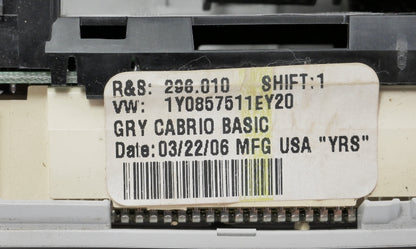 R&S: 296.010 SHIFT:1
VW: 1Y0857511EY20
GRY CABRIO BASIC
Date: 03/22/06 MFG USA "YRS"